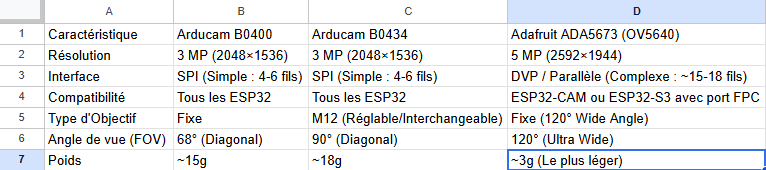 A B C D
1 Caractéristique Arducam B0400 Arducam B0434 Adafruit ADA5673 (OV5640)
2 Résolution 3 MP (2048×1536) 3 MP (2048×1536) 5 MP (2592×1944)
3 Interface SPI (Simple : 4-6 fils) SPI (Simple : 4-6 fils) DVP / Parallèle (Complexe : ~15-18 fils)
4 Compatibilité Tous les ESP32 Tous les ESP32 ESP32-CAM ou ESP32-S3 avec port FPC
5 Type d'Objectif Fixe M12 (Réglable/Interchangeable) Fixe (120° Wide Angle)
6 Angle de vue (FOV) 68° (Diagonal) 90° (Diagonal) 120° (Ultra Wide)
7 Poids ~15g ~18g ~3g (Le plus léger)